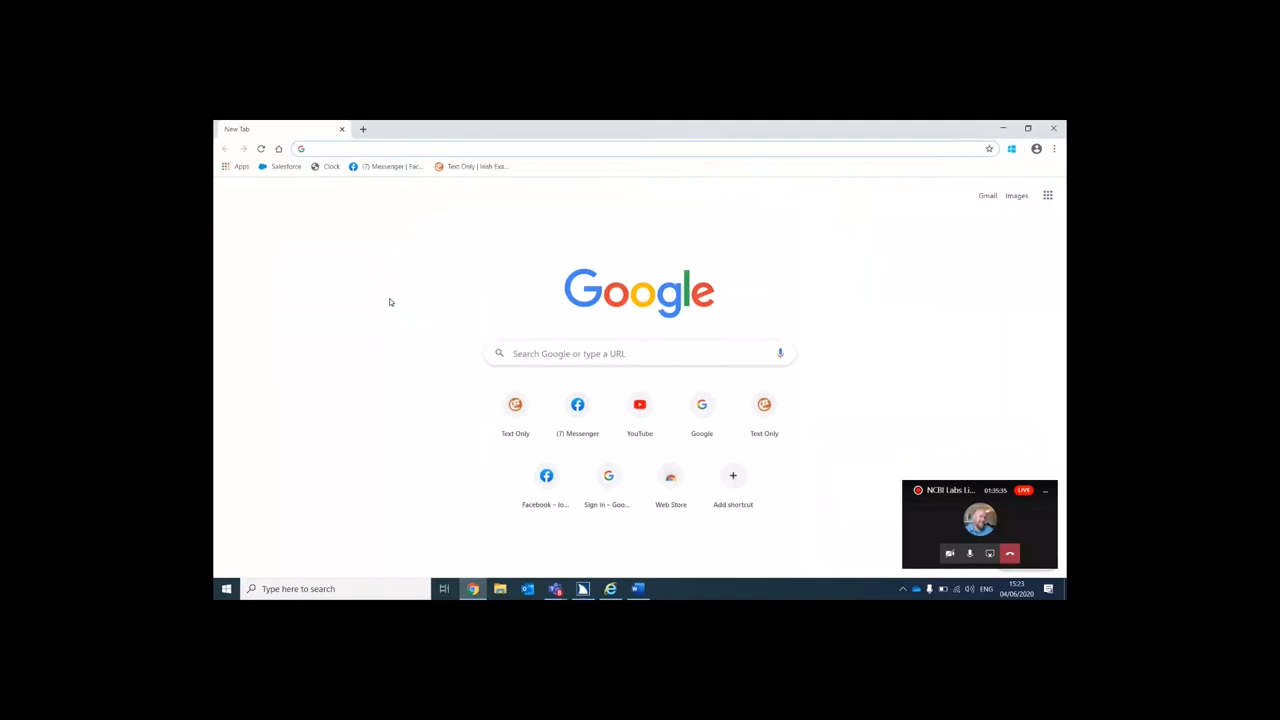 New Tab
Apps Salesforce Clock (7) Messenger | Fac... Text Only | Irish Exa...
Gmail Images
Google
Search Google or type a URL
Text Only (7) Messenger YouTube Google Text Only
Facebook – lo... Sign in – Goo... Web Store Add shortcut
NCBI Labs Li... 01:35:35 LIVE
Type here to search
ENG
15:23
04/06/2020